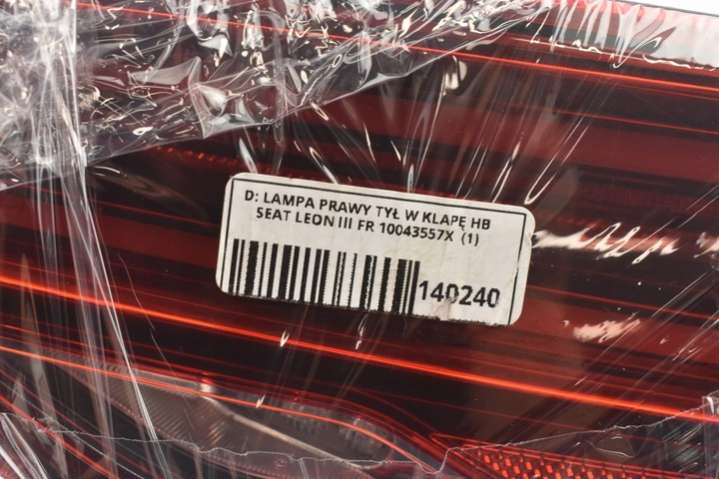 D: LAMPA PRAWY TYŁ W KLAPĘ HB
SEAT LEON III FR 10043557X (1)
140240